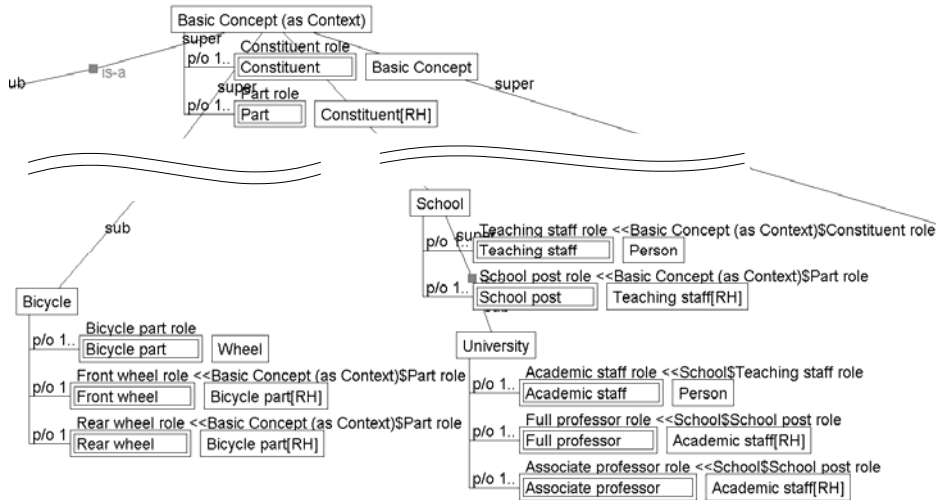 Basic Concept (as Context)
super
Constituent role
p/o 1..
Constituent
Basic Concept
ub
is-a
super
super
Part role
p/o 1..
Part
Constituent[RH]
sub
School
Teaching staff role <<Basic Concept (as Context)$Constituent role
p/o 1..
super
Teaching staff
Person
School post role <<Basic Concept (as Context)$Part role
p/o 1..
School post
Teaching staff[RH]
sub
Bicycle
Bicycle part role
p/o 1..
Bicycle part
Wheel
Front wheel role <<Basic Concept (as Context)$Part role
p/o 1
Front wheel
Bicycle part[RH]
Rear wheel role <<Basic Concept (as Context)$Part role
p/o 1
Rear wheel
Bicycle part[RH]
University
Academic staff role <<School$Teaching staff role
p/o 1..
Academic staff
Person
Full professor role <<School$School post role
p/o 1..
Full professor
Academic staff[RH]
Associate professor role <<School$School post role
p/o 1..
Associate professor
Academic staff[RH]